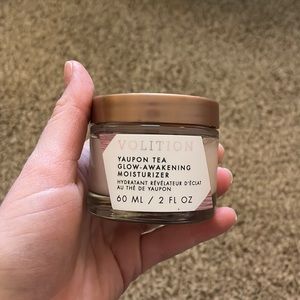 VOLITION
YAUPON TEA
GLOW-AWAKENING
MOISTURIZER
HYDRATANT RÉVÉLATEUR D'ÉCLAT
AU THÉ DE YAUPON
60 ML / 2 FL OZ